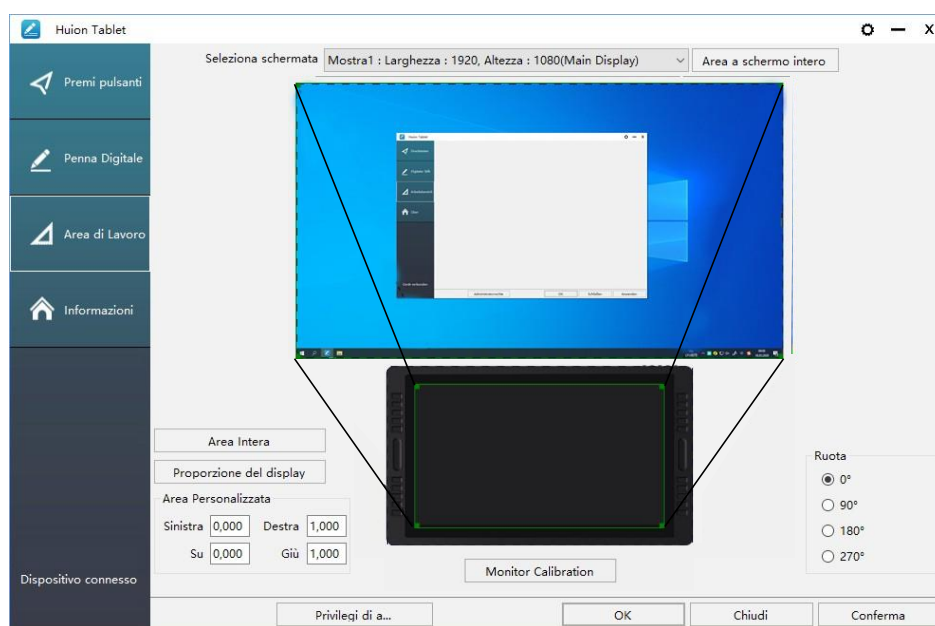 Huion Tablet
Seleziona schermata Mostra1 : Larghezza : 1920, Altezza : 1080(Main Display) Area a schermo intero
Premi pulsanti
Penna Digitale
Area di Lavoro
Informazioni
Huion Tablet
Area Intera
Proporzione del display
Area Personalizzata
Sinistra 0,000 Destra 1,000
Su 0,000 Giù 1,000
Ruota
0°
90°
180°
270°
Monitor Calibration
Dispositivo connesso
Privilegi di a...
OK
Chiudi
Conferma